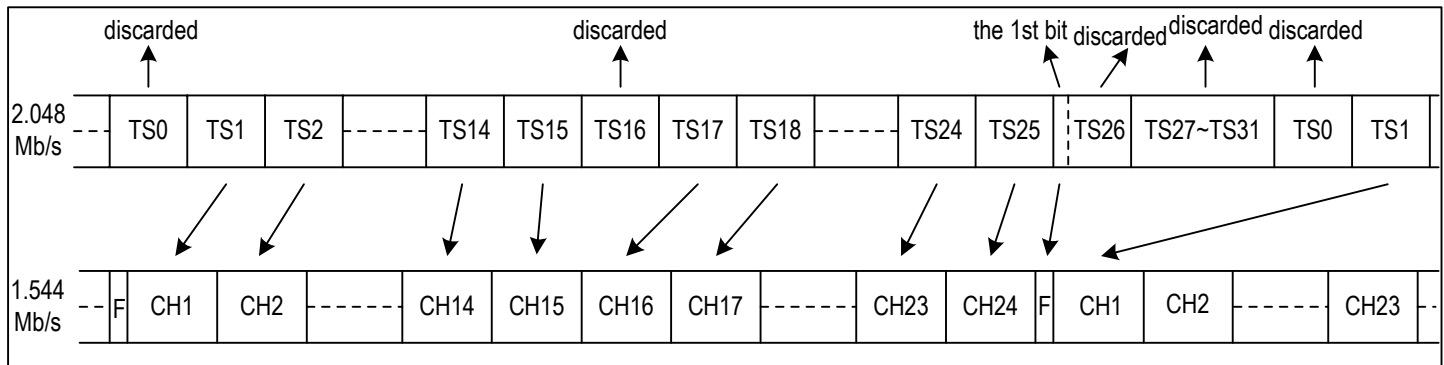 discarded discarded the 1st bit discarded discarded discarded
2.048 Mb/s TS0 TS1 TS2 TS14 TS15 TS16 TS17 TS18 TS24 TS25 TS26 TS27~TS31 TS0 TS1
1.544 Mb/s F CH1 CH2 CH14 CH15 CH16 CH17 CH23 CH24 F CH1 CH2 CH23